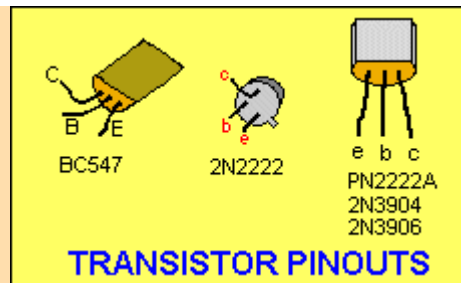 C
B
E
BC547
c
b
e
2N2222
e b c
PN2222A
2N3904
2N3906
TRANSISTOR PINOUTS